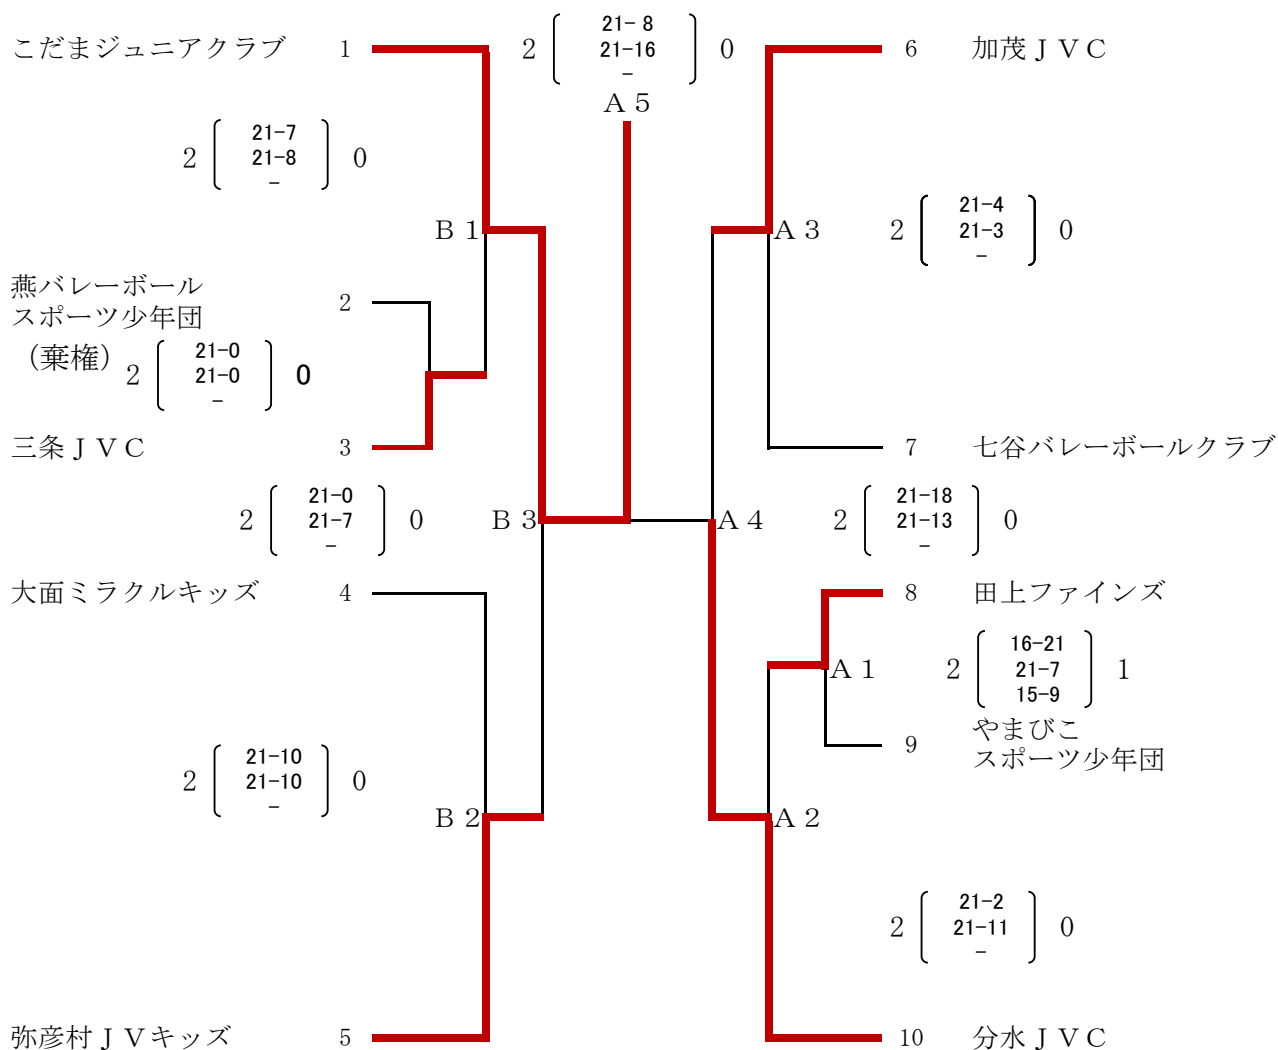 こだまジュニアクラブ 1
2 21-8 0
21-16
-
A5
6 加茂JVC
2 21-7 0
21-8
-
B1
A3
2 21-4 0
21-3
-
燕バレーボール
スポーツ少年団
2
(棄権)
2 21-0 0
21-0
-
三条JVC 3
7 七谷バレーボールクラブ
2 21-0 0
21-7
-
B3
A4
2 21-18 0
21-13
-
大面ミラクルキッズ 4
8 田上ファインズ
A1
2 16-21 1
21-7
15-9
9 やまびこ
スポーツ少年団
2 21-10 0
21-10
-
B2
A2
2 21-2 0
21-11
-
弥彦村JVキッズ 5
10 分水JVC